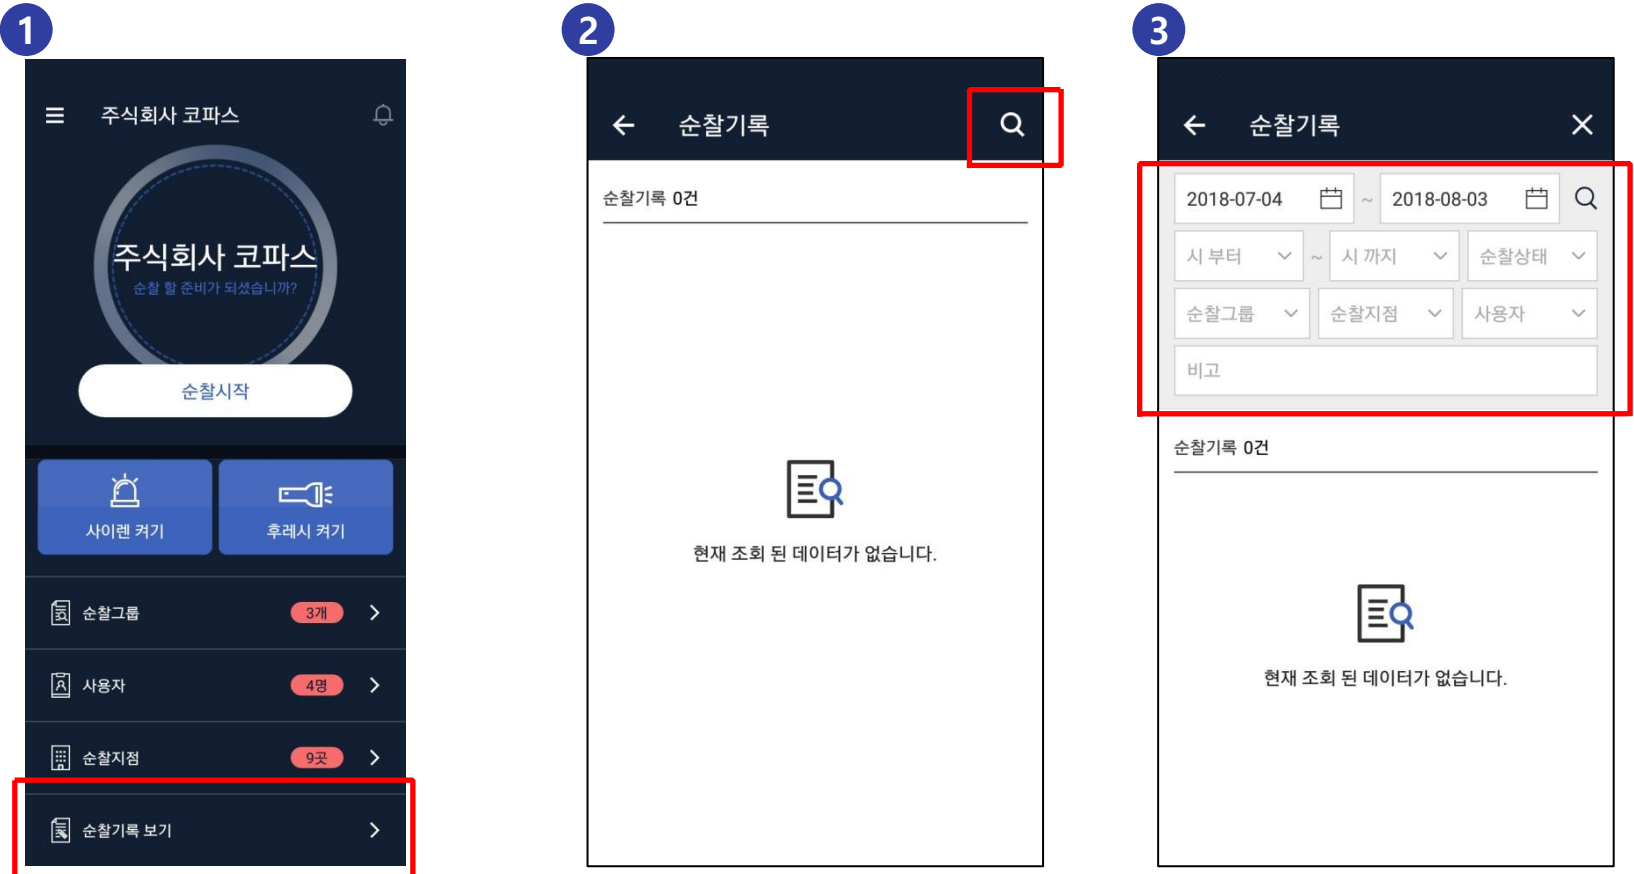 1
주식회사 코파스
주식회사 코파스
순찰 할 준비가 되셨습니까?
순찰시작
사이렌 켜기
후레시 켜기
순찰그룹 3개
사용자 4명
순찰지점 9곳
순찰기록 보기
2
순찰기록
순찰기록 0건
현재 조회 된 데이터가 없습니다.
3
순찰기록
2018-07-04 ~ 2018-08-03
시 부터 ~ 시 까지 순찰상태
순찰그룹 순찰지점 사용자
비고
순찰기록 0건
현재 조회 된 데이터가 없습니다.